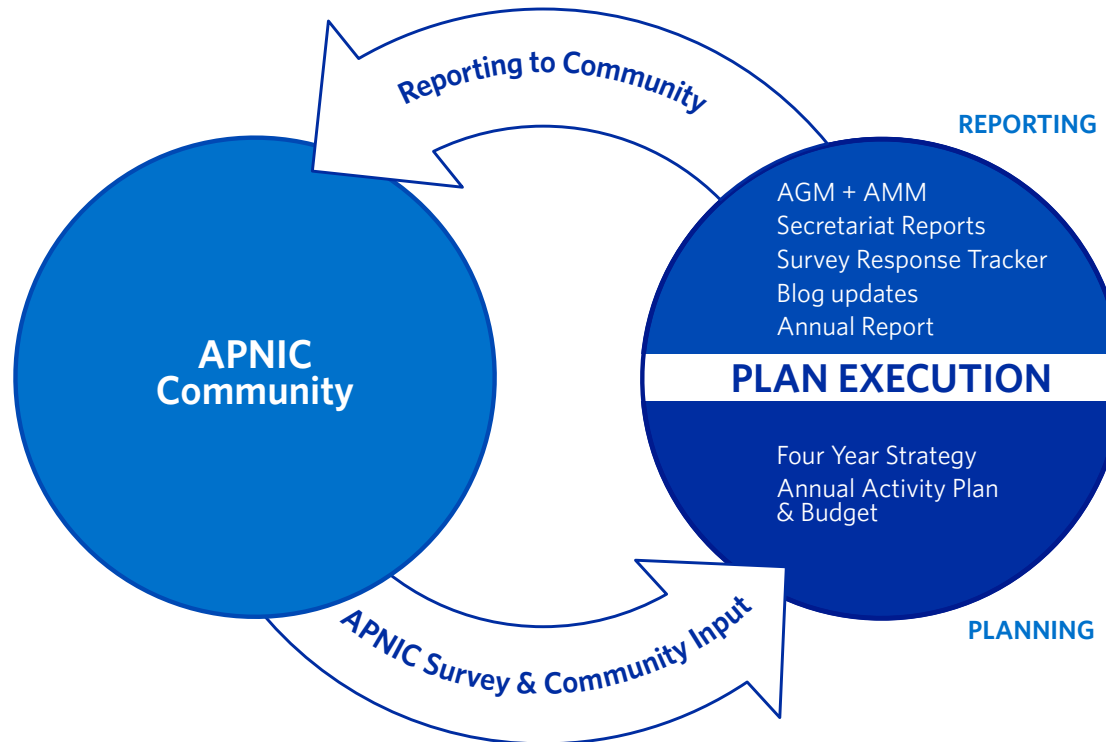 Reporting to Community
REPORTING
AGM + AMM
Secretariat Reports
Survey Response Tracker
Blog updates
Annual Report
APNIC
Community
PLAN EXECUTION
Four Year Strategy
Annual Activity Plan
& Budget
APNIC Survey & Community Input
PLANNING